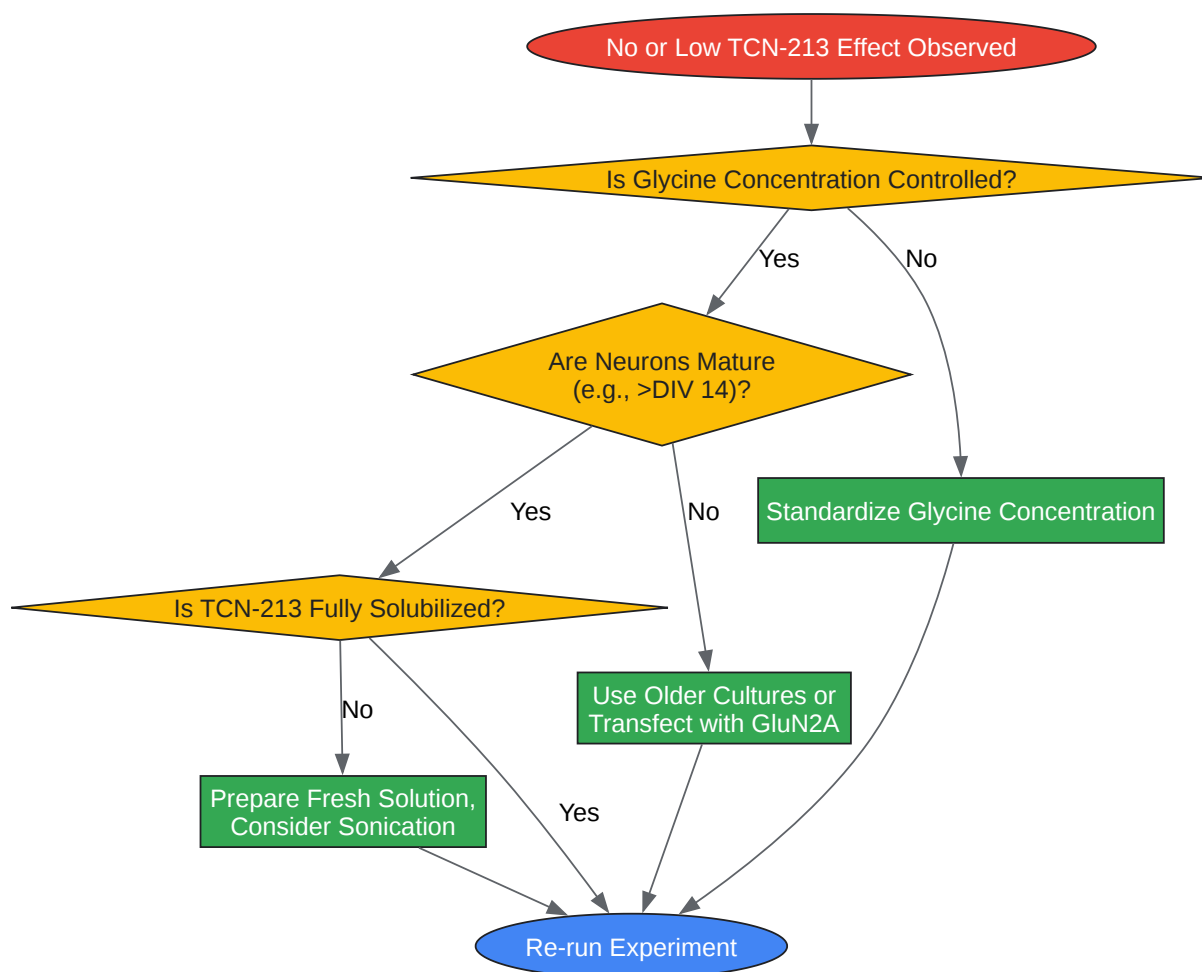 No or Low TCN-213 Effect Observed
Is Glycine Concentration Controlled?
Yes
No
Are Neurons Mature
(e.g., >DIV 14)?
Yes
No
Standardize Glycine Concentration
Is TCN-213 Fully Solubilized?
No
Yes
Use Older Cultures or
Transfect with GluN2A
Prepare Fresh Solution,
Consider Sonication
Re-run Experiment